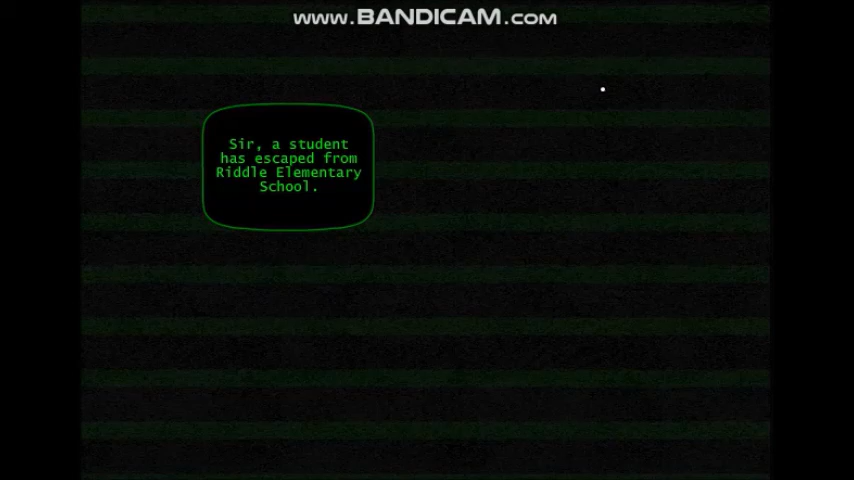 www.BANDICAM.com
Sir, a student
has escaped from
Riddle Elementary
School.